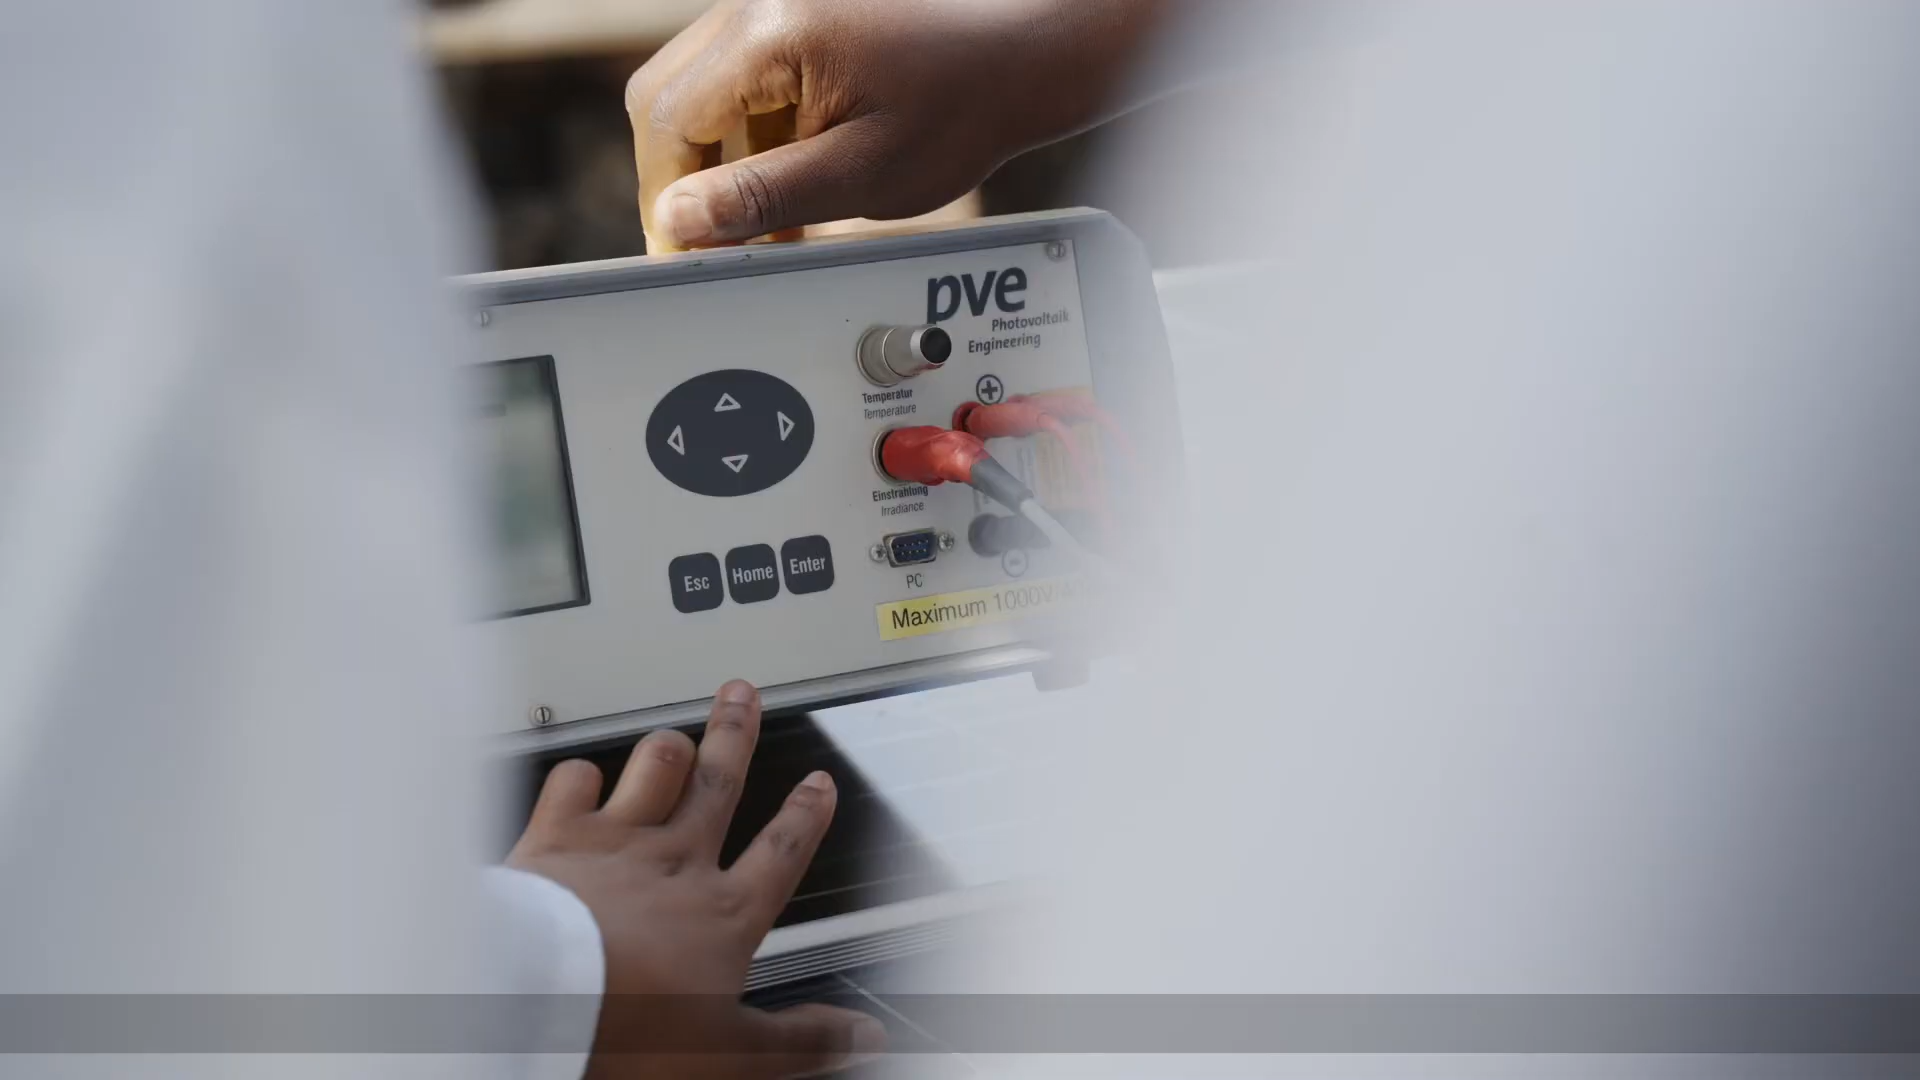 pve
Photovoltaik
Engineering
Temperatur
Temperature
Einstrahlung
Irradiance
Esc Home Enter
PC
Maximum 1000V